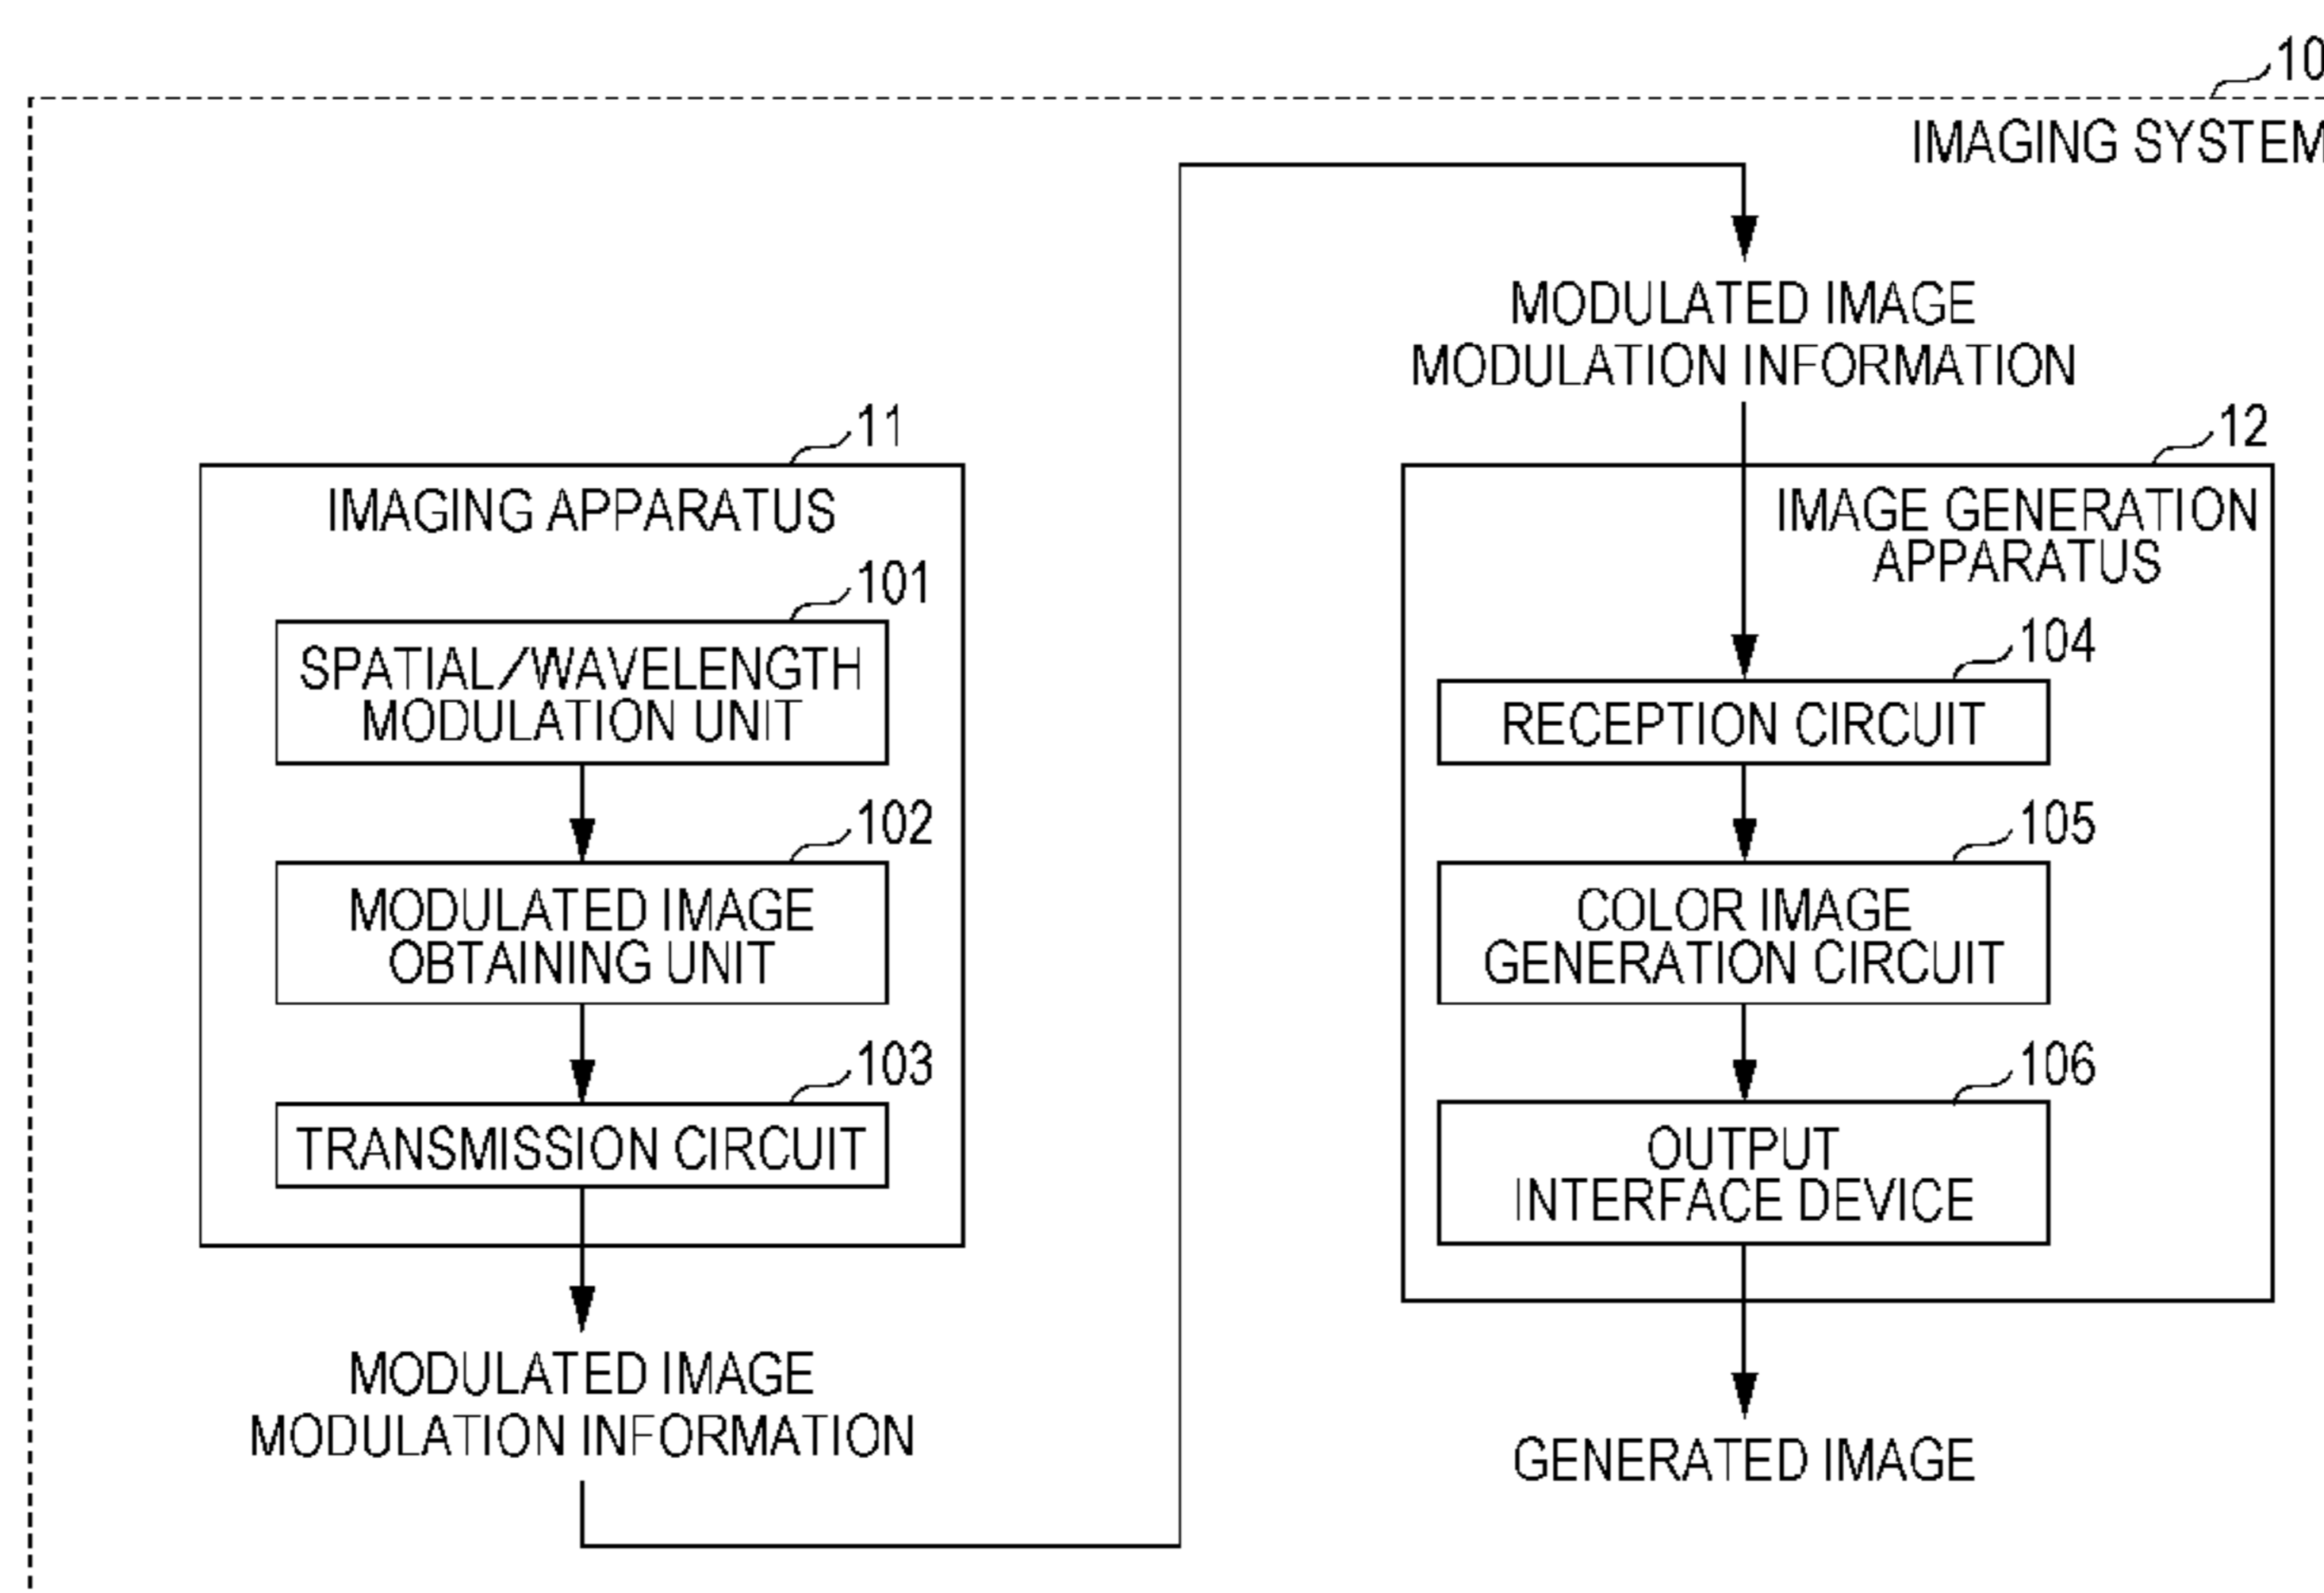 10
IMAGING SYSTEM
11
IMAGING APPARATUS
101
SPATIAL/WAVELENGTH
MODULATION UNIT
102
MODULATED IMAGE
OBTAINING UNIT
103
TRANSMISSION CIRCUIT
MODULATED IMAGE
MODULATION INFORMATION
MODULATED IMAGE
MODULATION INFORMATION
12
IMAGE GENERATION
APPARATUS
104
RECEPTION CIRCUIT
105
COLOR IMAGE
GENERATION CIRCUIT
106
OUTPUT
INTERFACE DEVICE
GENERATED IMAGE